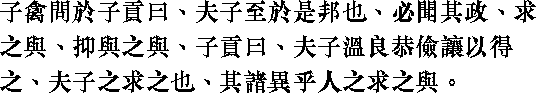 子禽問於子貢曰、夫子至於是邦也、必聞其政、求
之與、抑與之與、子貢曰、夫子溫良恭儉讓以得
之、夫子之求之也、其諸異乎人之求之與。